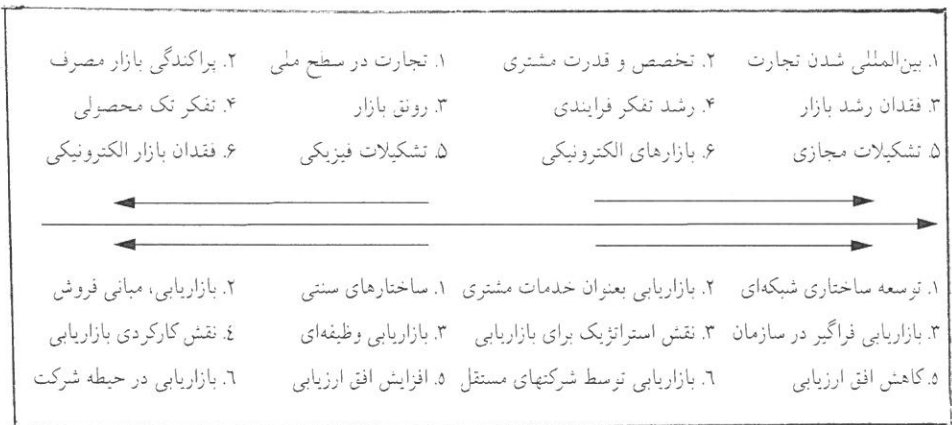 ۱. بین‌المللی شدن تجارت ۲. تخصص و قدرت مشتری ۱. تجارت در سطح ملی ۲. پراکندگی بازار مصرف
۳. فقدان رشد بازار ۴. رشد تفکر فرایندی ۳. رونق بازار ۴. تفکر تک محصولی
۵. تشکیلات مجازی ۶. بازارهای الکترونیکی ۵. تشکیلات فیزیکی ۶. فقدان بازار الکترونیکی
۱. توسعه ساختاری شبکه‌ای ۲. بازاریابی بعنوان خدمات مشتری ۱. ساختارهای سنتی ۲. بازاریابی، مبانی فروش
۳. بازاریابی فراگیر در سازمان ۳. نقش استراتژیک برای بازاریابی ۳. بازاریابی وظیفه‌ای ٤. نقش کارکردی بازاریابی
۵. کاهش افق ارزیابی ٦. بازاریابی توسط شرکتهای مستقل ۵. افزایش افق ارزیابی ٦. بازاریابی در حیطه شرکت